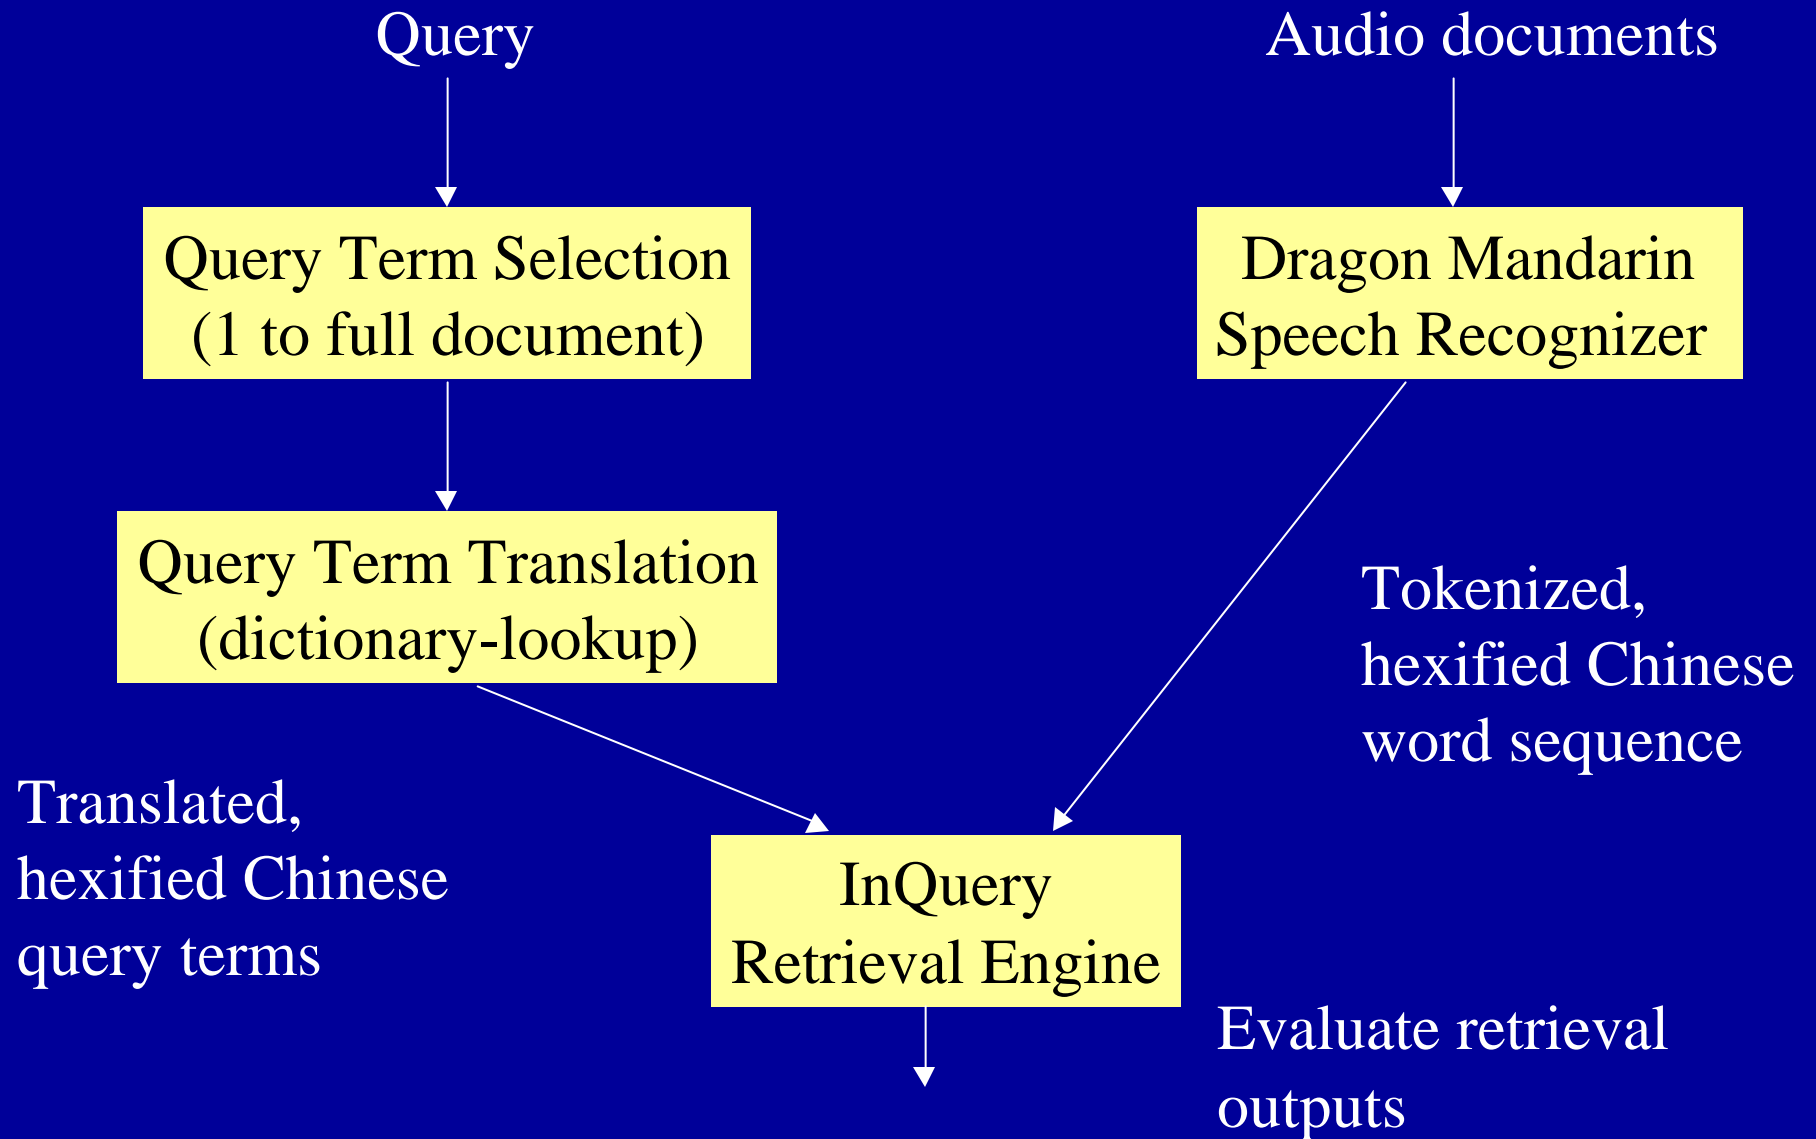 Query
Audio documents
Query Term Selection
(1 to full document)
Dragon Mandarin
Speech Recognizer
Query Term Translation
(dictionary-lookup)
Tokenized,
hexified Chinese
word sequence
Translated,
hexified Chinese
query terms
InQuery
Retrieval Engine
Evaluate retrieval
outputs